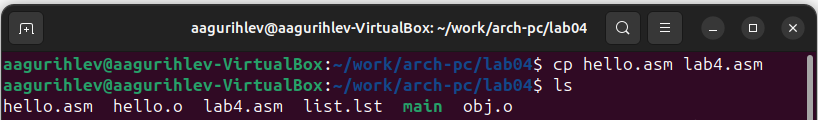 aagurihlev@aagurihlev-VirtualBox: ~/work/arch-pc/lab04
aagurihlev@aagurihlev-VirtualBox:~/work/arch-pc/lab04$ cp hello.asm lab4.asm
aagurihlev@aagurihlev-VirtualBox:~/work/arch-pc/lab04$ ls
hello.asm  hello.o  lab4.asm  list.lst  main  obj.o